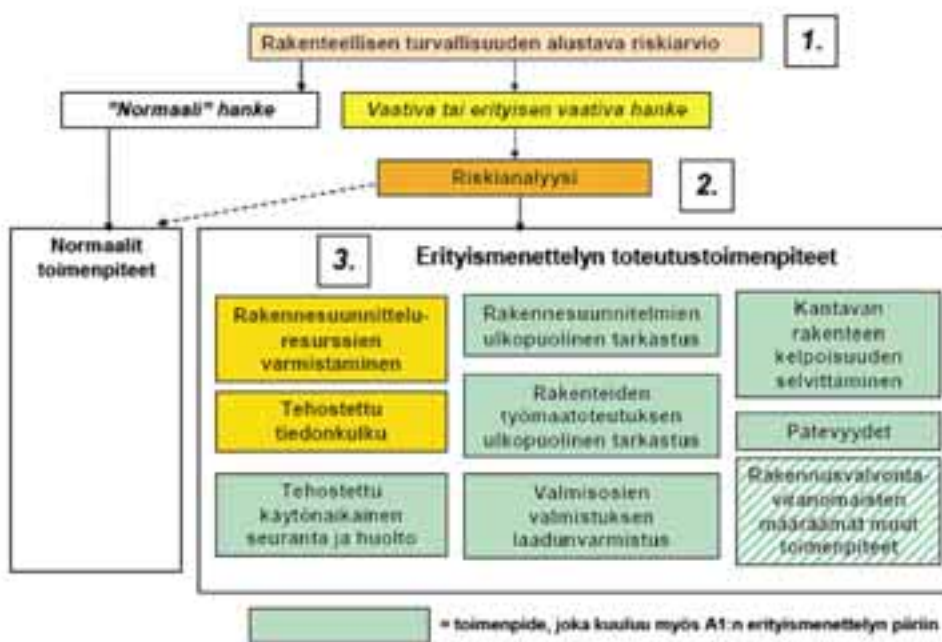 Rakenteellisen turvallisuuden alustava riskiarvio
1.
"Normaali" hanke
Vaativa tai erityisen vaativa hanke
Riskianalyysi
2.
Normaalit
toimenpiteet
3.
Erityismenettelyn toteutustoimenpiteet
Rakennesuunnittelu-
resurssien
varmistaminen
Tehostettu
tiedonkulku
Tehostettu
käytönaikainen
seuranta ja huolto
Rakennesuunnitelmien
ulkopuolinen tarkastus
Rakenteiden
työmaatoteutuksen
ulkopuolinen tarkastus
Valmisosien
valmistuksen
laadunvarmistus
Kantavan
rakenteen
kelpoisuuden
selvittäminen
Pätevyydet
Rakennusvalvonta-
viranomaisten
määräämät muut
toimenpiteet
= toimenpide, joka kuuluu myös A1:n erityismenettelyn piiriin